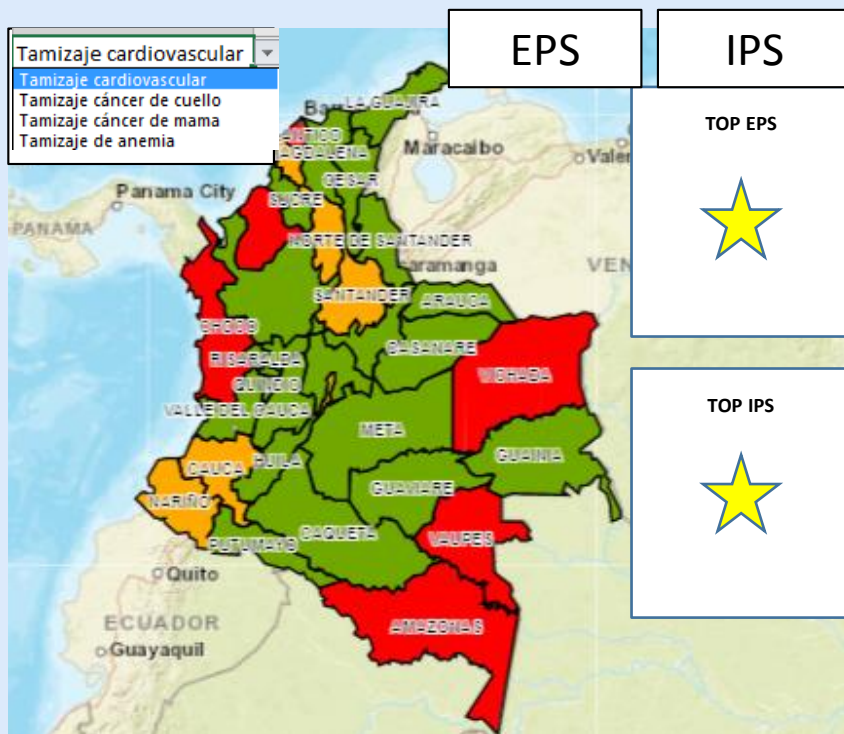 Tamizaje cardiovascular
Tamizaje cardiovascular
Tamizaje cáncer de cuello
Tamizaje cáncer de mama
Tamizaje de anemia
EPS
IPS
TOP EPS
TOP IPS
LA GUAJIRA
Maracaibo
CESAR
Panama City
SUCRE
PANAMA
NORTE DE SANTANDER
SANTANDER
ARAUCA
CHOCO
CASANARE
RISARALDA
VICHADA
QUINDIO
VALLE DEL CAUCA
META
CAUCA
HUILA
GUAINIA
GUAVIARE
NARIÑO
CAQUETA
VAUPES
PUTUMAYO
Quito
ECUADOR
AMAZONAS
Guayaquil